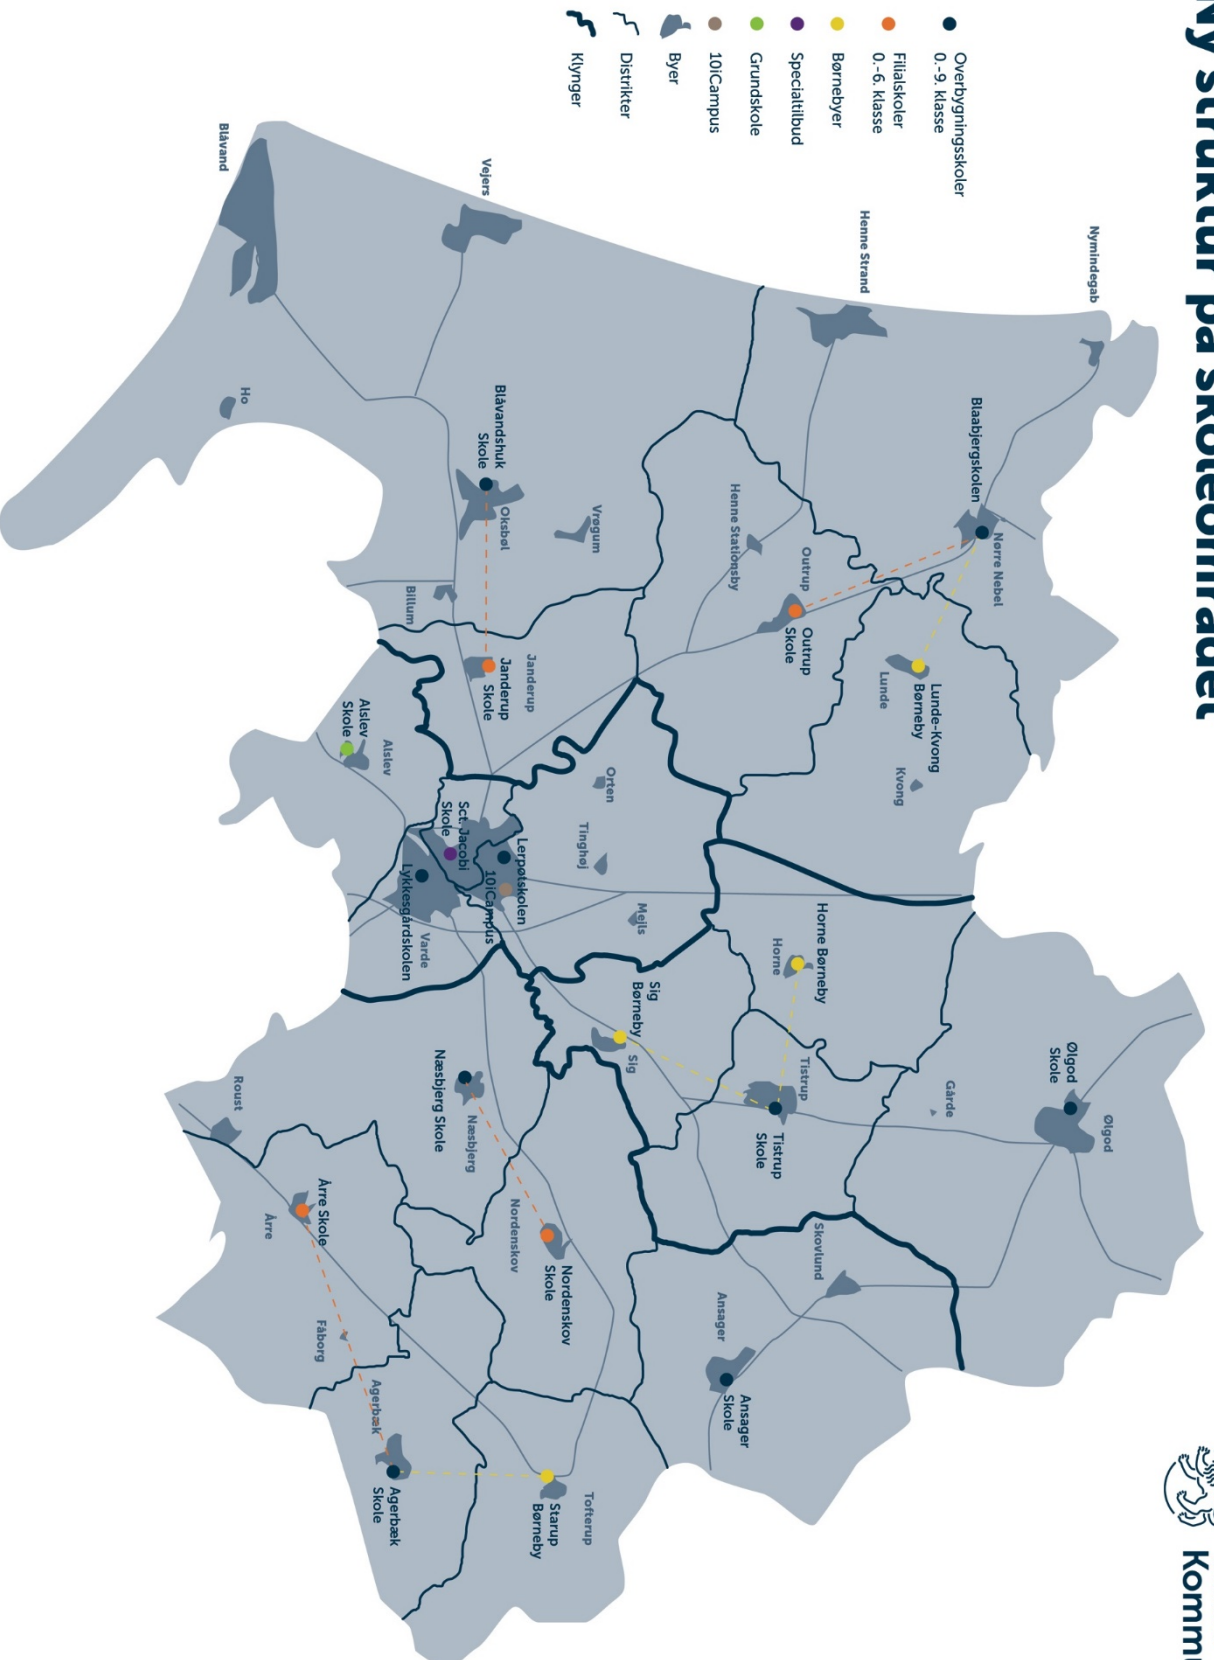 Ny struktur på skoleområdet
Overbygningsskoler
0.-9. klasse
Filialskoler
0.-6. klasse
Børnebyer
Specialtilbud
Grundskole
10iCampus
Byer
Distrikter
Klynger
Nymindegab
Henne Strand
Vejers
Blåvand
Ho
Blaabjergskolen
Nørre Nebel
Lunde-Kvong
Børneby
Lunde
Kvong
Outrup
Outrup
Skole
Henne Stationsby
Vrøgum
Blåvandshuk
Skole
Oksbøl
Billum
Janderup
Janderup
Skole
Alslev
Skole
Alslev
Orten
Tinghøj
Mejls
Lerpøtskolen
10iCampus
Sct. Jacobi
Skole
Lykkesgårdskolen
Varde
Horne Børneby
Horne
Sig
Børneby
Sig
Tistrup
Tistrup
Skole
Gårde
Ølgod
Skole
Ølgod
Skovlund
Ansager
Ansager
Skole
Næsbjerg Skole
Næsbjerg
Nordenskov
Nordenskov
Skole
Roust
Årre Skole
Årre
Fåborg
Agerbæk
Agerbæk
Skole
Starup
Børneby
Tofterup